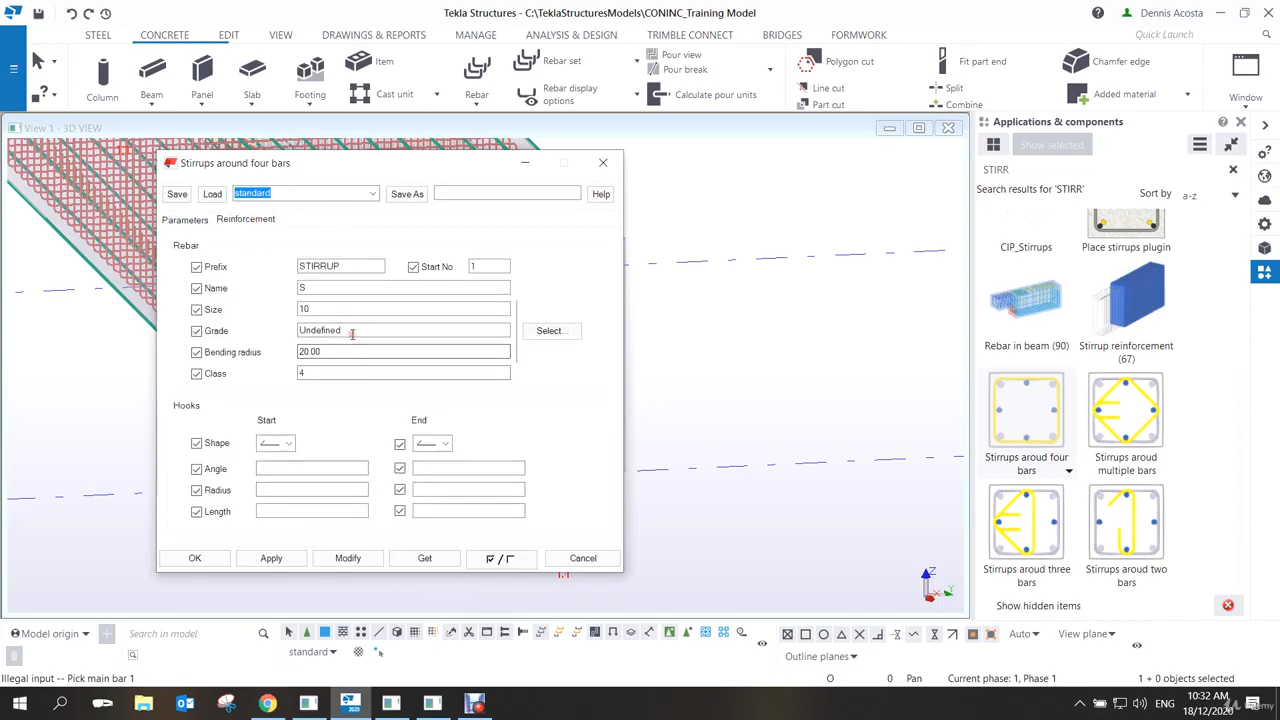 Tekla Structures - C:\TeklaStructuresModels\CONINC_Training Model
Dennis Acosta
STEEL
CONCRETE
EDIT
VIEW
DRAWINGS & REPORTS
MANAGE
ANALYSIS & DESIGN
TRIMBLE CONNECT
BRIDGES
FORMWORK
Quick Launch
Column
Beam
Panel
Slab
Footing
Item
Cast unit
Rebar
Rebar set
Rebar display options
Pour view
Pour break
Calculate pour units
Polygon cut
Line cut
Part cut
Fit part end
Split
Combine
Chamfer edge
Added material
Window
View 1 - 3D VIEW
Stirrups around four bars
Save
Load
standard
Save As
Help
Parameters
Reinforcement
Rebar
Prefix
STIRRUP
Start No
1
Name
S
Size
10
Grade
Undefined
Select...
Bending radius
20.00
Class
4
Hooks
Start
End
Shape
Angle
Radius
Length
OK
Apply
Modify
Get
Cancel
Applications & components
Show selected
STIRR
Search results for 'STIRR'
Sort by
a-z
CIP_Stirrups
Place stirrups plugin
Rebar in beam (90)
Stirrup reinforcement (67)
Stirrups aroud four bars
Stirrups aroud multiple bars
Stirrups aroud three bars
Stirrups aroud two bars
Show hidden items
Z
Model origin
Search in model
standard
Auto
View plane
Outline planes
Illegal input -- Pick main bar 1
O
0
Pan
Current phase: 1, Phase 1
1 + 0 objects selected
2020
ENG
10:32 AM
18/12/2020
Udemy